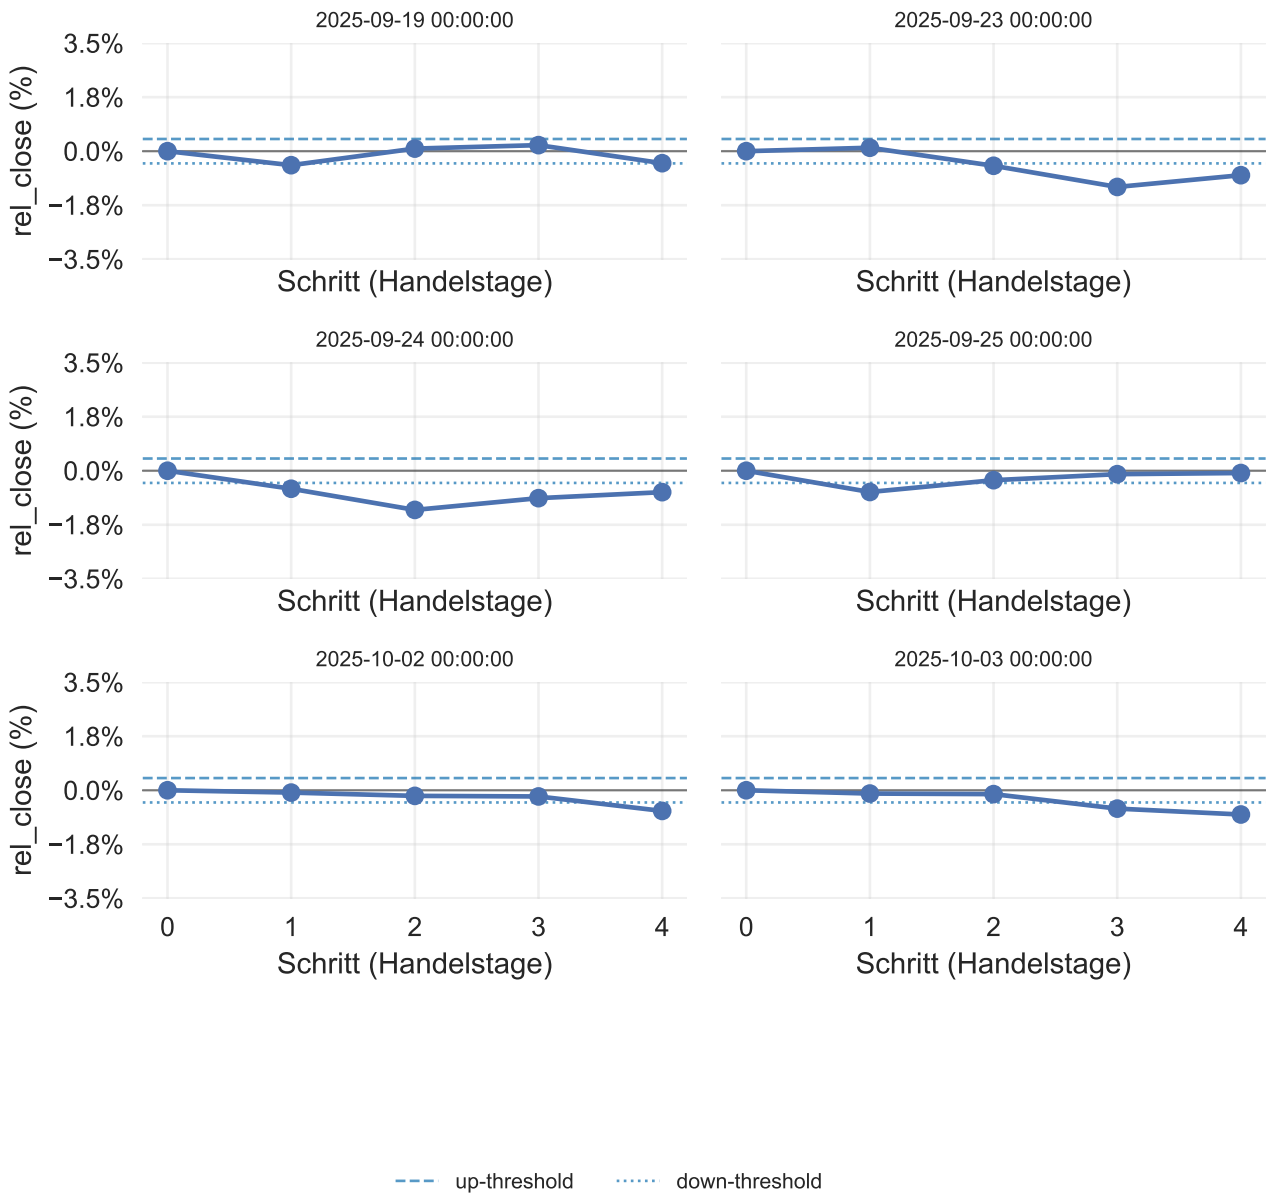 2025-09-19 00:00:00
2025-09-23 00:00:00
rel_close (%)
3.5%
1.8%
0.0%
−1.8%
−3.5%
Schritt (Handelstage)
Schritt (Handelstage)
2025-09-24 00:00:00
2025-09-25 00:00:00
rel_close (%)
3.5%
1.8%
0.0%
−1.8%
−3.5%
Schritt (Handelstage)
Schritt (Handelstage)
2025-10-02 00:00:00
2025-10-03 00:00:00
rel_close (%)
3.5%
1.8%
0.0%
−1.8%
−3.5%
0 1 2 3 4
0 1 2 3 4
Schritt (Handelstage)
Schritt (Handelstage)
up-threshold
down-threshold